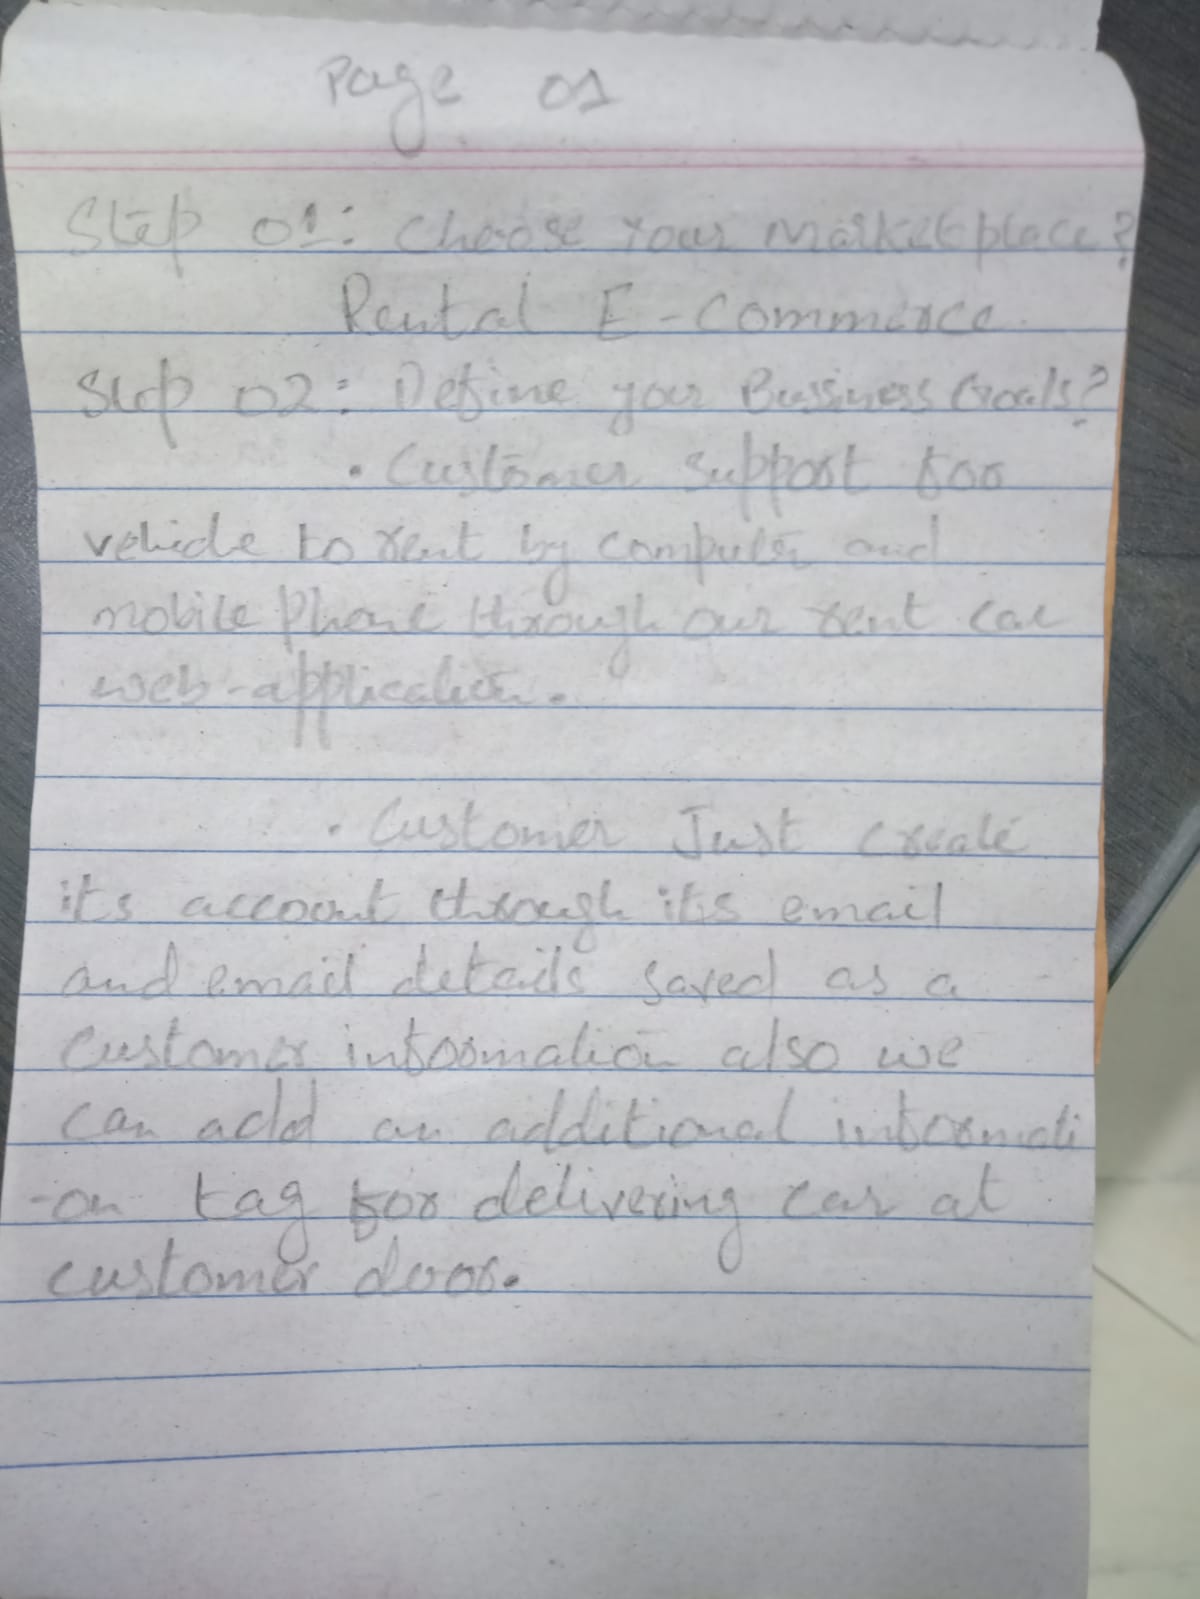 Page 01
Step 01: Choose Your Marketplace?
Rental E-Commerce.
Step 02: Define your Bussiness Goals?
• Customer support for
vehicle to rent by computer and
mobile phone through our rent car
web-application.
• Customer Just create
its account through its email
and email details saved as a
customer information also we
can add an additional informati
-on tag for delivering car at
customer door.